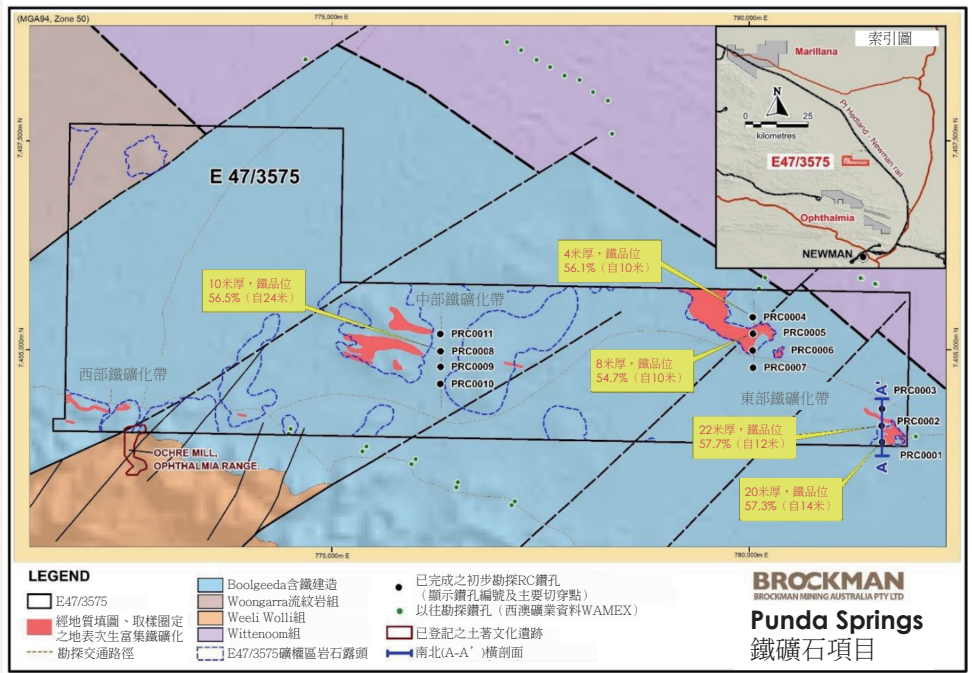 (MGA94, Zone 50)
775,000m E
780,000m E
7,457,500m N
7,455,000m N
7,457,500m N
7,455,000m N
索引圖
Marillana
N
0 25
kilometres
Pt Hedland - Newman rail
E47/3575
Ophthalmia
NEWMAN
E 47/3575
4米厚，鐵品位
56.1%（自10米）
10米厚，鐵品位
56.5%（自24米）
中部鐵礦化帶
PRC0011
PRC0008
PRC0009
PRC0010
PRC0004
PRC0005
PRC0006
PRC0007
8米厚，鐵品位
54.7%（自10米）
西部鐵礦化帶
東部鐵礦化帶
PRC0003
PRC0002
PRC0001
A'
A
22米厚，鐵品位
57.7%（自12米）
20米厚，鐵品位
57.3%（自14米）
OCHRE MILL,
OPHTHALMIA RANGE.
775,000m E
780,000m E
LEGEND
E47/3575
經地質填圖、取樣圈定
之地表次生富集鐵礦化
勘探交通路徑
Boolgeeda含鐵建造
Woongarra流紋岩組
Weeli Wolli組
Wittenoom組
E47/3575礦權區岩石露頭
已完成之初步勘探RC鑽孔
（顯示鑽孔編號及主要切穿點）
以往勘探鑽孔（西澳礦業資料WAMEX）
已登記之土著文化遺跡
南北(A-A’）橫剖面
BROCKMAN
BROCKMAN MINING AUSTRALIA PTY LTD
Punda Springs
鐵礦石項目